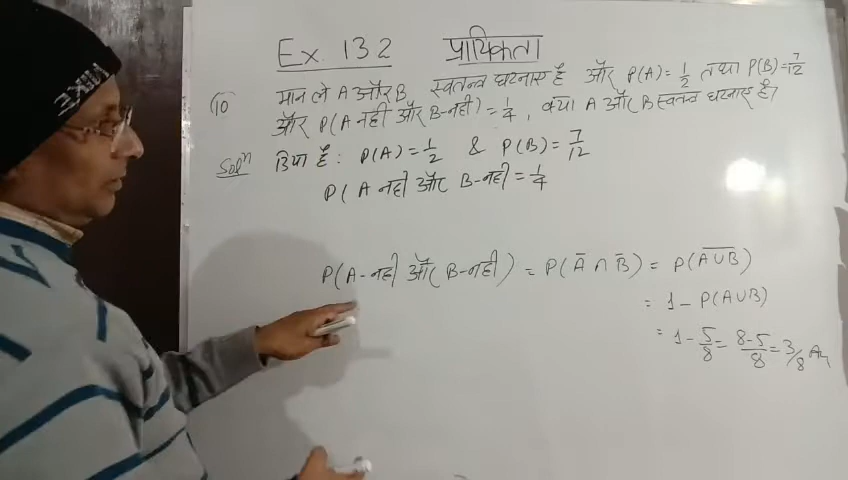 Ex. 13.2 प्रायिकता
(10) मान लें A और B स्वतन्त्र घटनाएं हैं और P(A)=1/2 तथा P(B)=7/12
और P(A नहीं और B-नहीं)=1/4, क्या A और B स्वतन्त्र घटनाएं हैं?
Solⁿ दिया है: P(A)=1/2 & P(B)=7/12
P(A नहीं और B-नहीं=1/4
P(A-नहीं और B-नहीं) = P(A̅ ∩ B̅) = P(A̅∪̅B̅)
= 1 - P(A∪B)
= 1 - 5/8 = 8-5/8 = 3/8 Ans